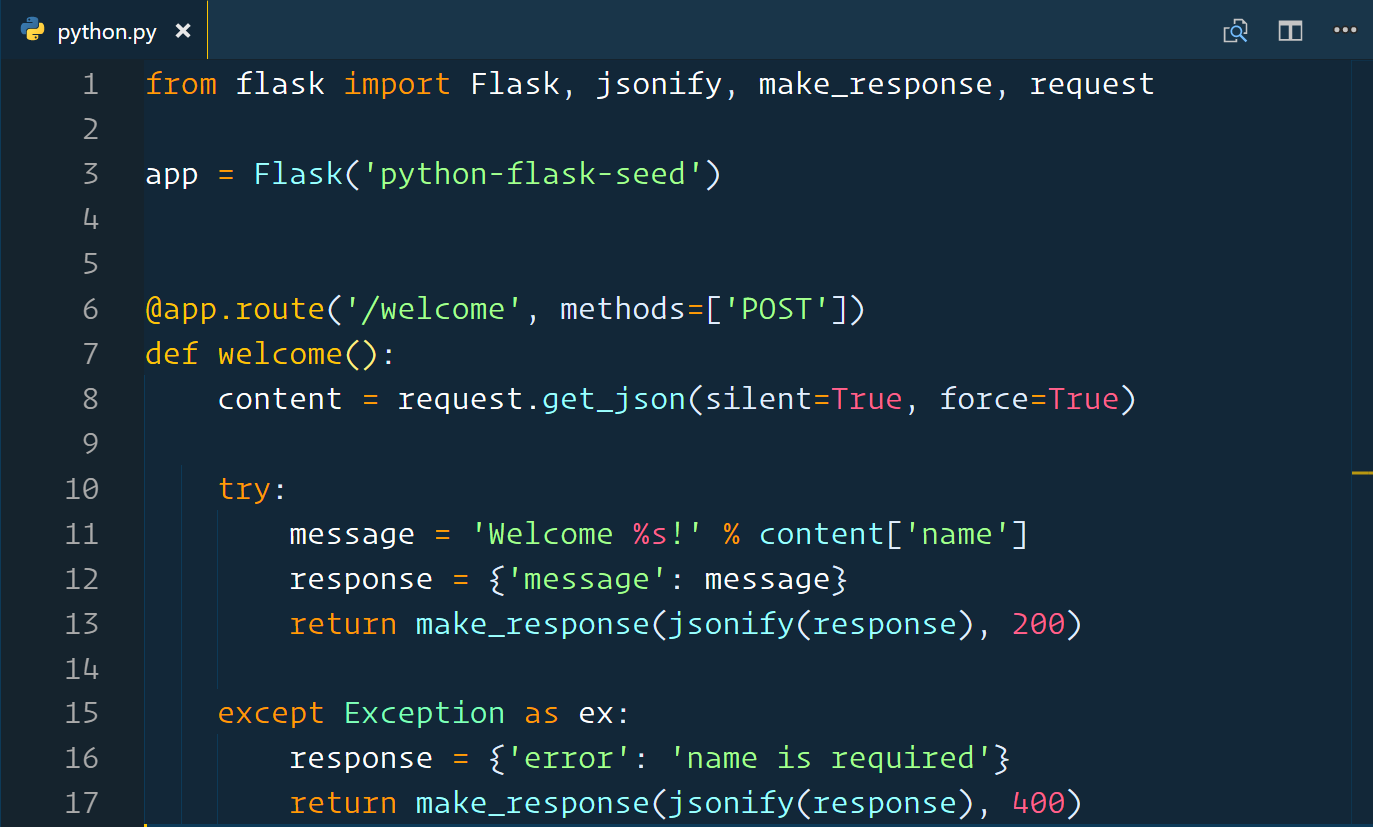 python.py ×
1 from flask import Flask, jsonify, make_response, request
2
3 app = Flask('python-flask-seed')
4
5
6 @app.route('/welcome', methods=['POST'])
7 def welcome():
8     content = request.get_json(silent=True, force=True)
9
10     try:
11         message = 'Welcome %s!' % content['name']
12         response = {'message': message}
13         return make_response(jsonify(response), 200)
14
15     except Exception as ex:
16         response = {'error': 'name is required'}
17         return make_response(jsonify(response), 400)